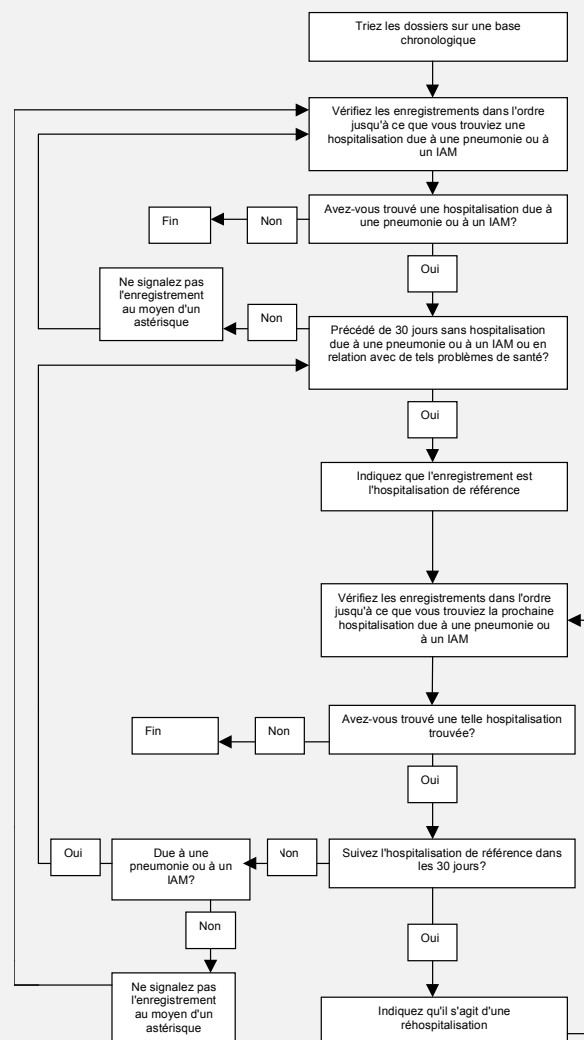 Triez les dossiers sur une base
chronologique
Vérifiez les enregistrements dans l'ordre
jusqu'à ce que vous trouviez une
hospitalisation due à une pneumonie ou à
un IAM
Avez-vous trouvé une hospitalisation due à
une pneumonie ou à un IAM?
Non
Fin
Oui
Précédé de 30 jours sans hospitalisation
due à une pneumonie ou à un IAM ou en
relation avec de tels problèmes de santé?
Non
Ne signalez pas
l'enregistrement
au moyen d'un
astérisque
Oui
Indiquez que l'enregistrement est
l'hospitalisation de référence
Vérifiez les enregistrements dans l'ordre
jusqu'à ce que vous trouviez la prochaine
hospitalisation due à une pneumonie ou
à un IAM
Avez-vous trouvé une telle hospitalisation
trouvée?
Non
Fin
Oui
Suivez l'hospitalisation de référence dans
les 30 jours?
Non
Due à une
pneumonie ou à un
IAM?
Oui
Non
Ne signalez pas
l'enregistrement
au moyen d'un
astérisque
Oui
Indiquez qu'il s'agit d'une
réhospitalisation